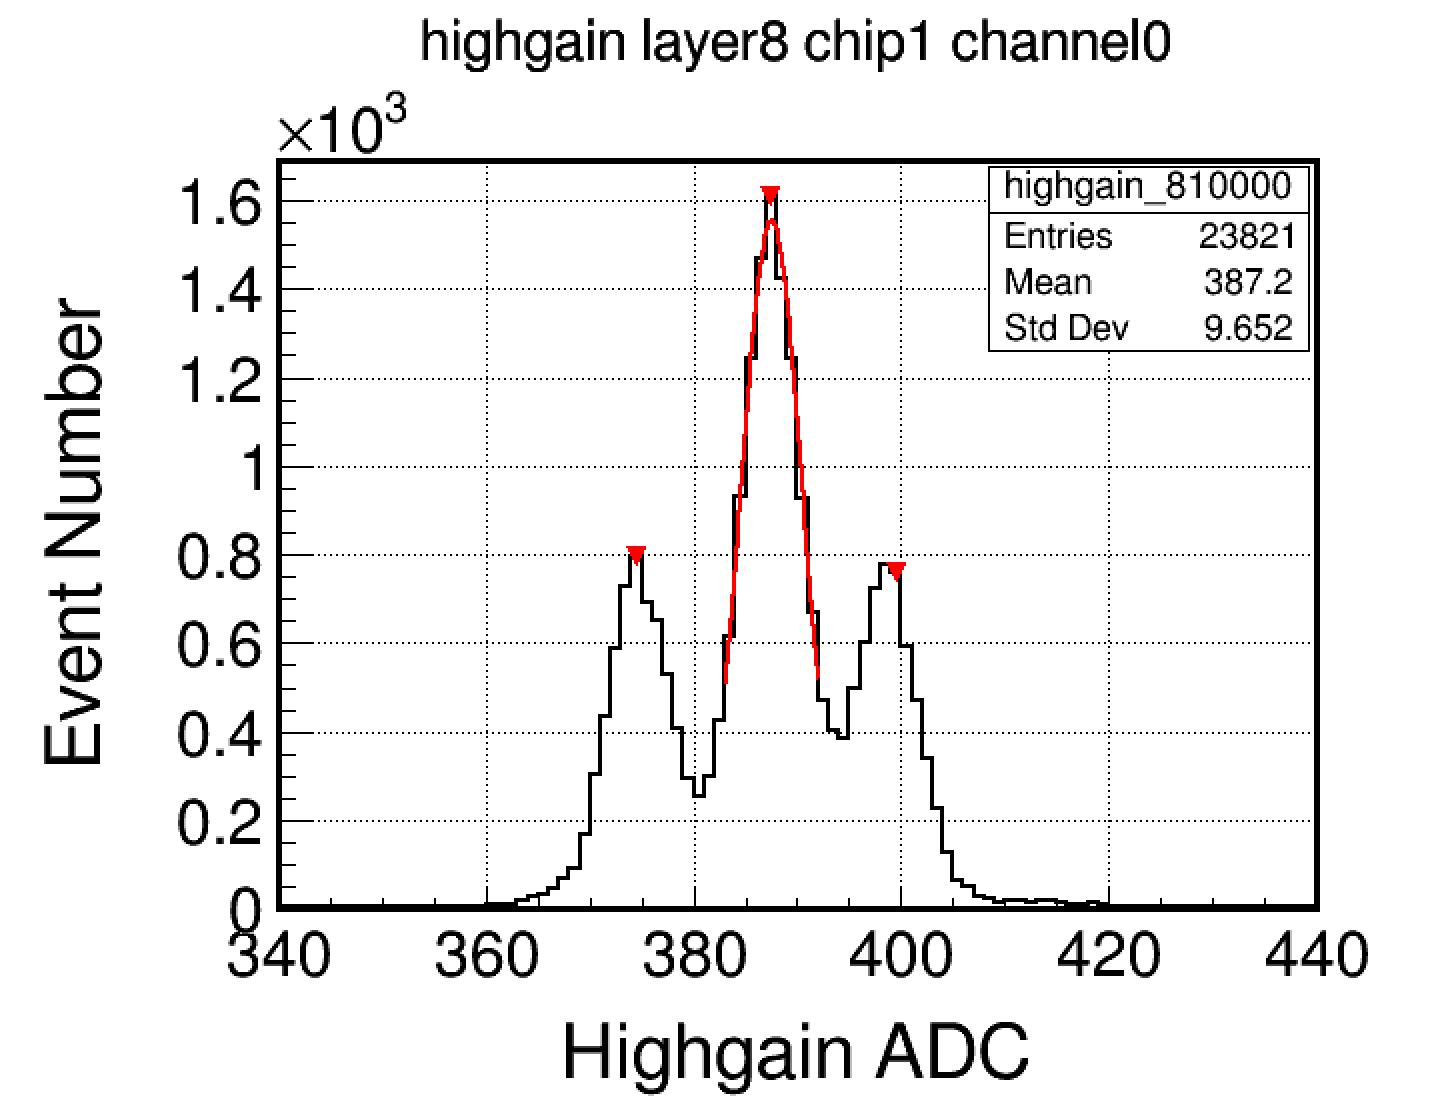 highgain layer8 chip1 channel0
×10³
highgain_810000
Entries 23821
Mean 387.2
Std Dev 9.652
1.6
1.4
1.2
1
0.8
0.6
0.4
0.2
0
Event Number
340 360 380 400 420 440
Highgain ADC